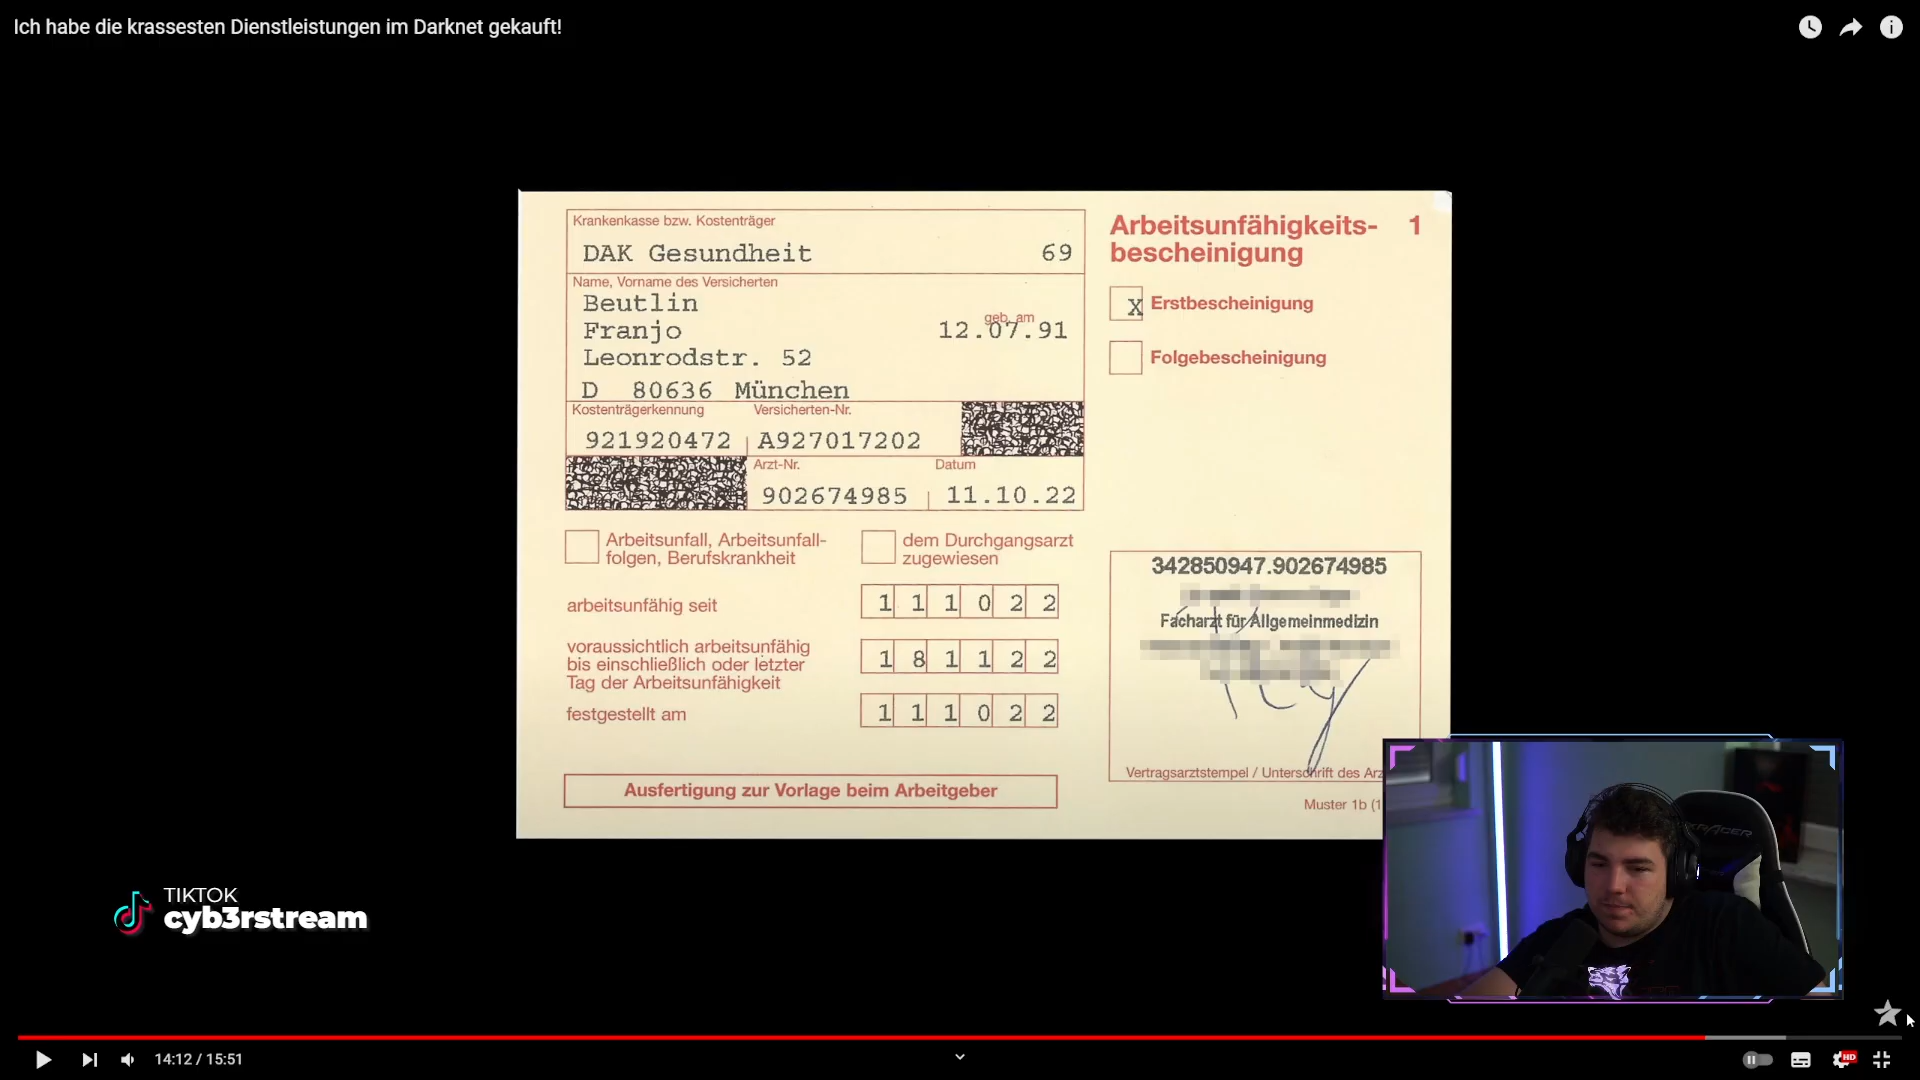 Ich habe die krassesten Dienstleistungen im Darknet gekauft!
Krankenkasse bzw. Kostenträger
DAK Gesundheit 69
Name, Vorname des Versicherten
Beutlin
geb. am
Franjo 12.07.91
Leonrodstr. 52
D 80636 München
Kostenträgerkennung Versicherten-Nr.
921920472 A927017202
Arzt-Nr. Datum
902674985 11.10.22
Arbeitsunfähigkeits- 1
bescheinigung
X Erstbescheinigung
Folgebescheinigung
Arbeitsunfall, Arbeitsunfall-
folgen, Berufskrankheit
dem Durchgangsarzt
zugewiesen
arbeitsunfähig seit 1 1 1 0 2 2
voraussichtlich arbeitsunfähig
bis einschließlich oder letzter 1 8 1 1 2 2
Tag der Arbeitsunfähigkeit
festgestellt am 1 1 1 0 2 2
Ausfertigung zur Vorlage beim Arbeitgeber
342850947.902674985
Facharzt für Allgemeinmedizin
Vertragsarztstempel / Unterschrift des
Muster 1b
TIKTOK
cyb3rstream
14:12 / 15:51
HD